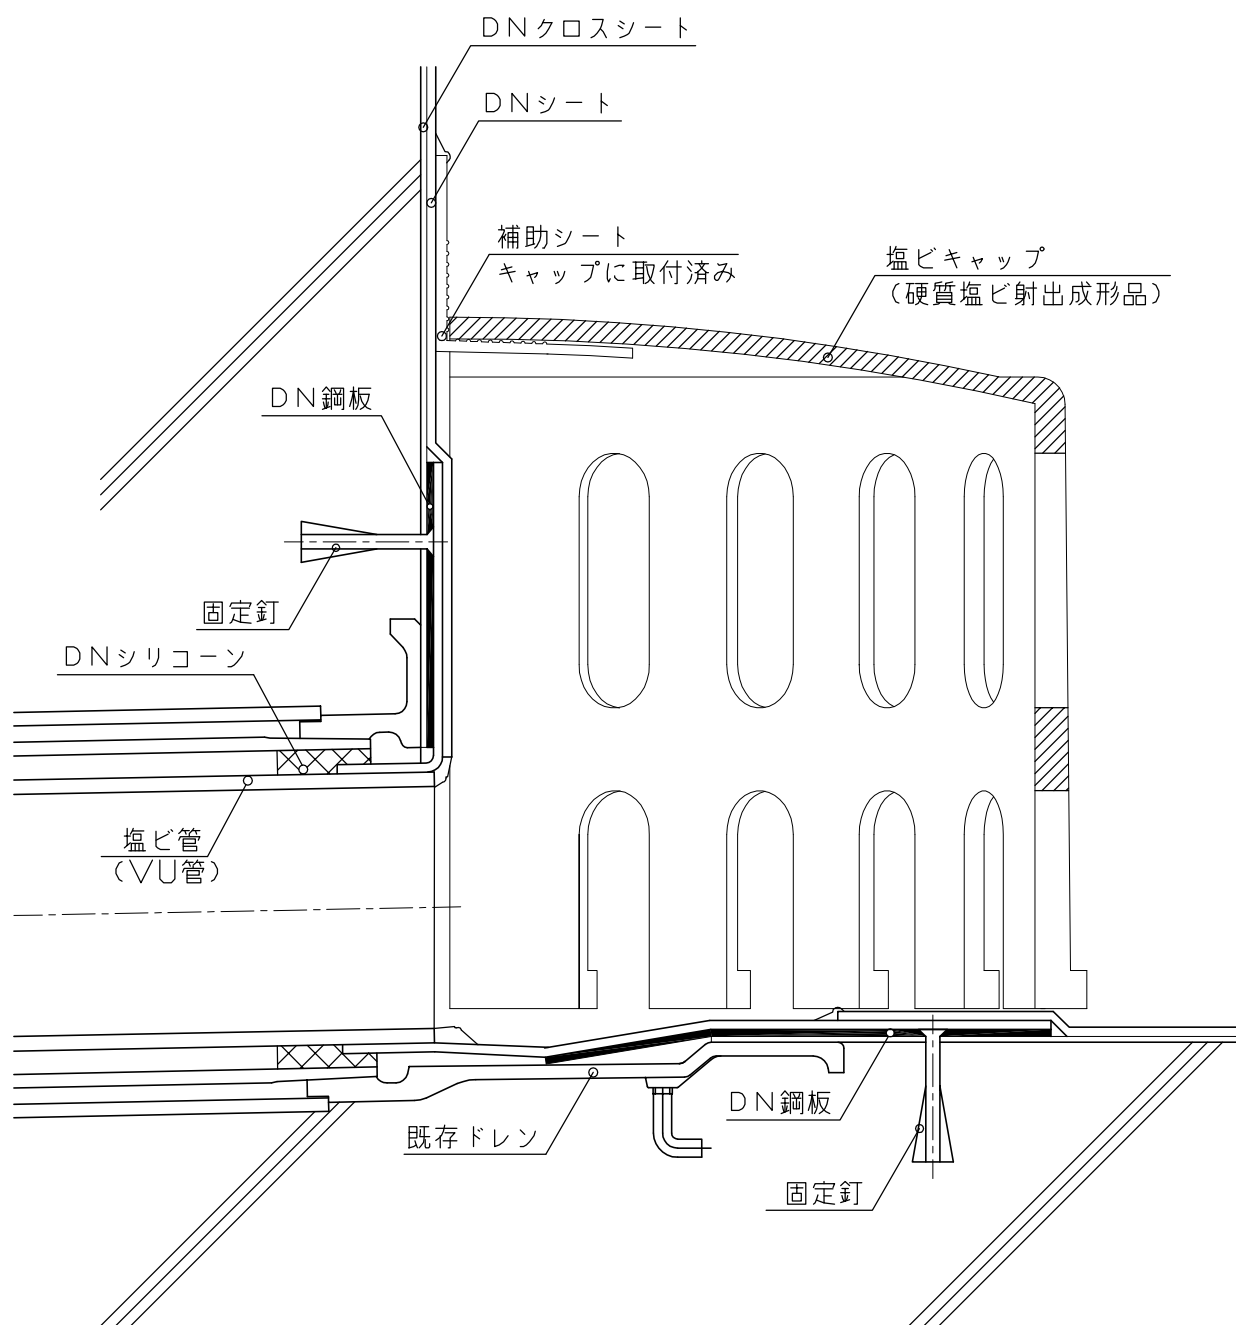 ＤＮクロスシート
ＤＮシート
補助シート
キャップに取付済み
塩ビキャップ
（硬質塩ビ射出成形品）
ＤＮ鋼板
固定釘
ＤＮシリコーン
塩ビ管
（ＶＵ管）
ＤＮ鋼板
既存ドレン
固定釘